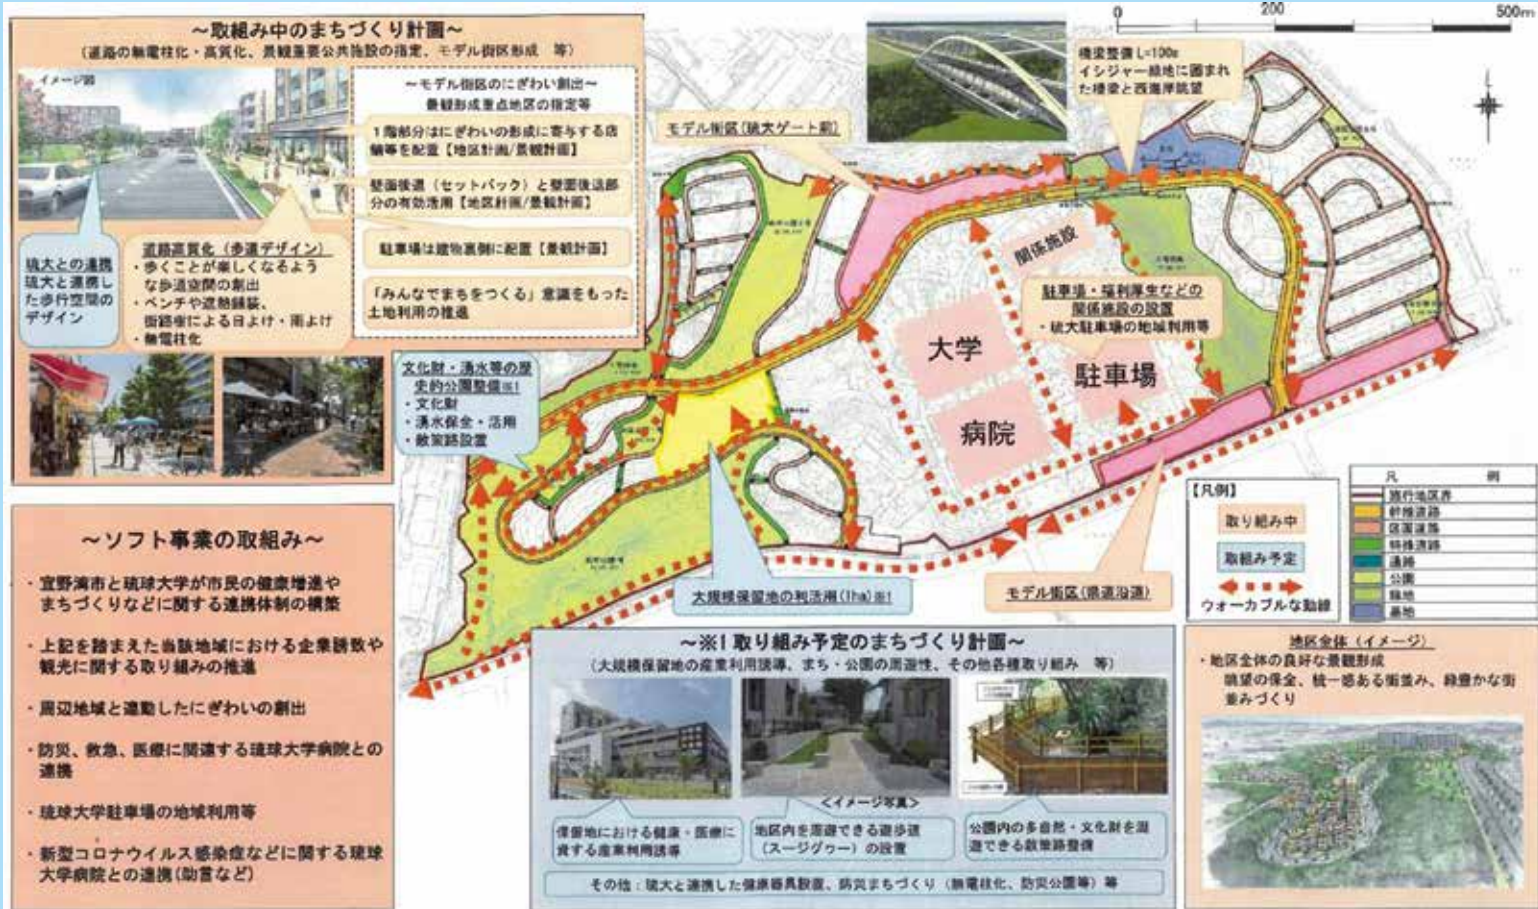 ～取組み中のまちづくり計画～
（道路の無電柱化・高質化、景観重要公共施設の指定、モデル街区形成　等）
イメージ図
～モデル街区のにぎわい創出～
景観形成重点地区の指定等
１階部分はにぎわいの形成に寄与する店
舗等を配置【地区計画/景観計画】
壁面後退（セットバック）と壁面後退部
分の有効活用【地区計画/景観計画】
駐車場は建物裏側に配置【景観計画】
「みんなでまちをつくる」意識をもった
土地利用の推進
琉大との連携
琉大と連携し
た歩行空間の
デザイン
道路高質化（歩道デザイン）
・歩くことが楽しくなるよう
な歩道空間の創出
・ベンチや遮熱舗装、
街路樹による日よけ・雨よけ
・無電柱化
～ソフト事業の取組み～
・宜野湾市と琉球大学が市民の健康増進や
まちづくりなどに関する連携体制の構築
・上記を踏まえた当該地域における企業誘致や
観光に関する取り組みの推進
・周辺地域と連動したにぎわいの創出
・防災、救急、医療に関連する琉球大学病院との
連携
・琉球大学駐車場の地域利用等
・新型コロナウイルス感染症などに関する琉球
大学病院との連携(助言など)
0
200
500m
モデル街区(琉大ゲート前)
橋梁整備 L=100m
イシジャー緑地に囲まれ
た橋梁と西海岸眺望
文化財・湧水等の歴
史的公園整備※1
・文化財
・湧水保全・活用
・散策路設置
関係施設
大学
病院
駐車場
駐車場・福利厚生などの
関係施設の設置
・琉大駐車場の地域利用等
大規模保留地の利活用(1ha)※1
モデル街区(県道沿道)
【凡例】
取り組み中
取組み予定
ウォーカブルな動線
凡　例
施行地区界
幹線道路
区画道路
特殊道路
通路
公園
緑地
墓地
～※1 取り組み予定のまちづくり計画～
（大規模保留地の産業利用誘導、まち・公園の周遊性、その他各種取り組み　等）
＜イメージ写真＞
保留地における健康・医療に
資する産業利用誘導
地区内を周遊できる遊歩道
（スージグヮー）の設置
公園内の多自然・文化財を周
遊できる散策路整備
その他：琉大と連携した健康器具設置、防災まちづくり（無電柱化、防災公園等）等
地区全体（イメージ）
・地区全体の良好な景観形成
眺望の保全、統一感ある街並み、緑豊かな街
並みづくり